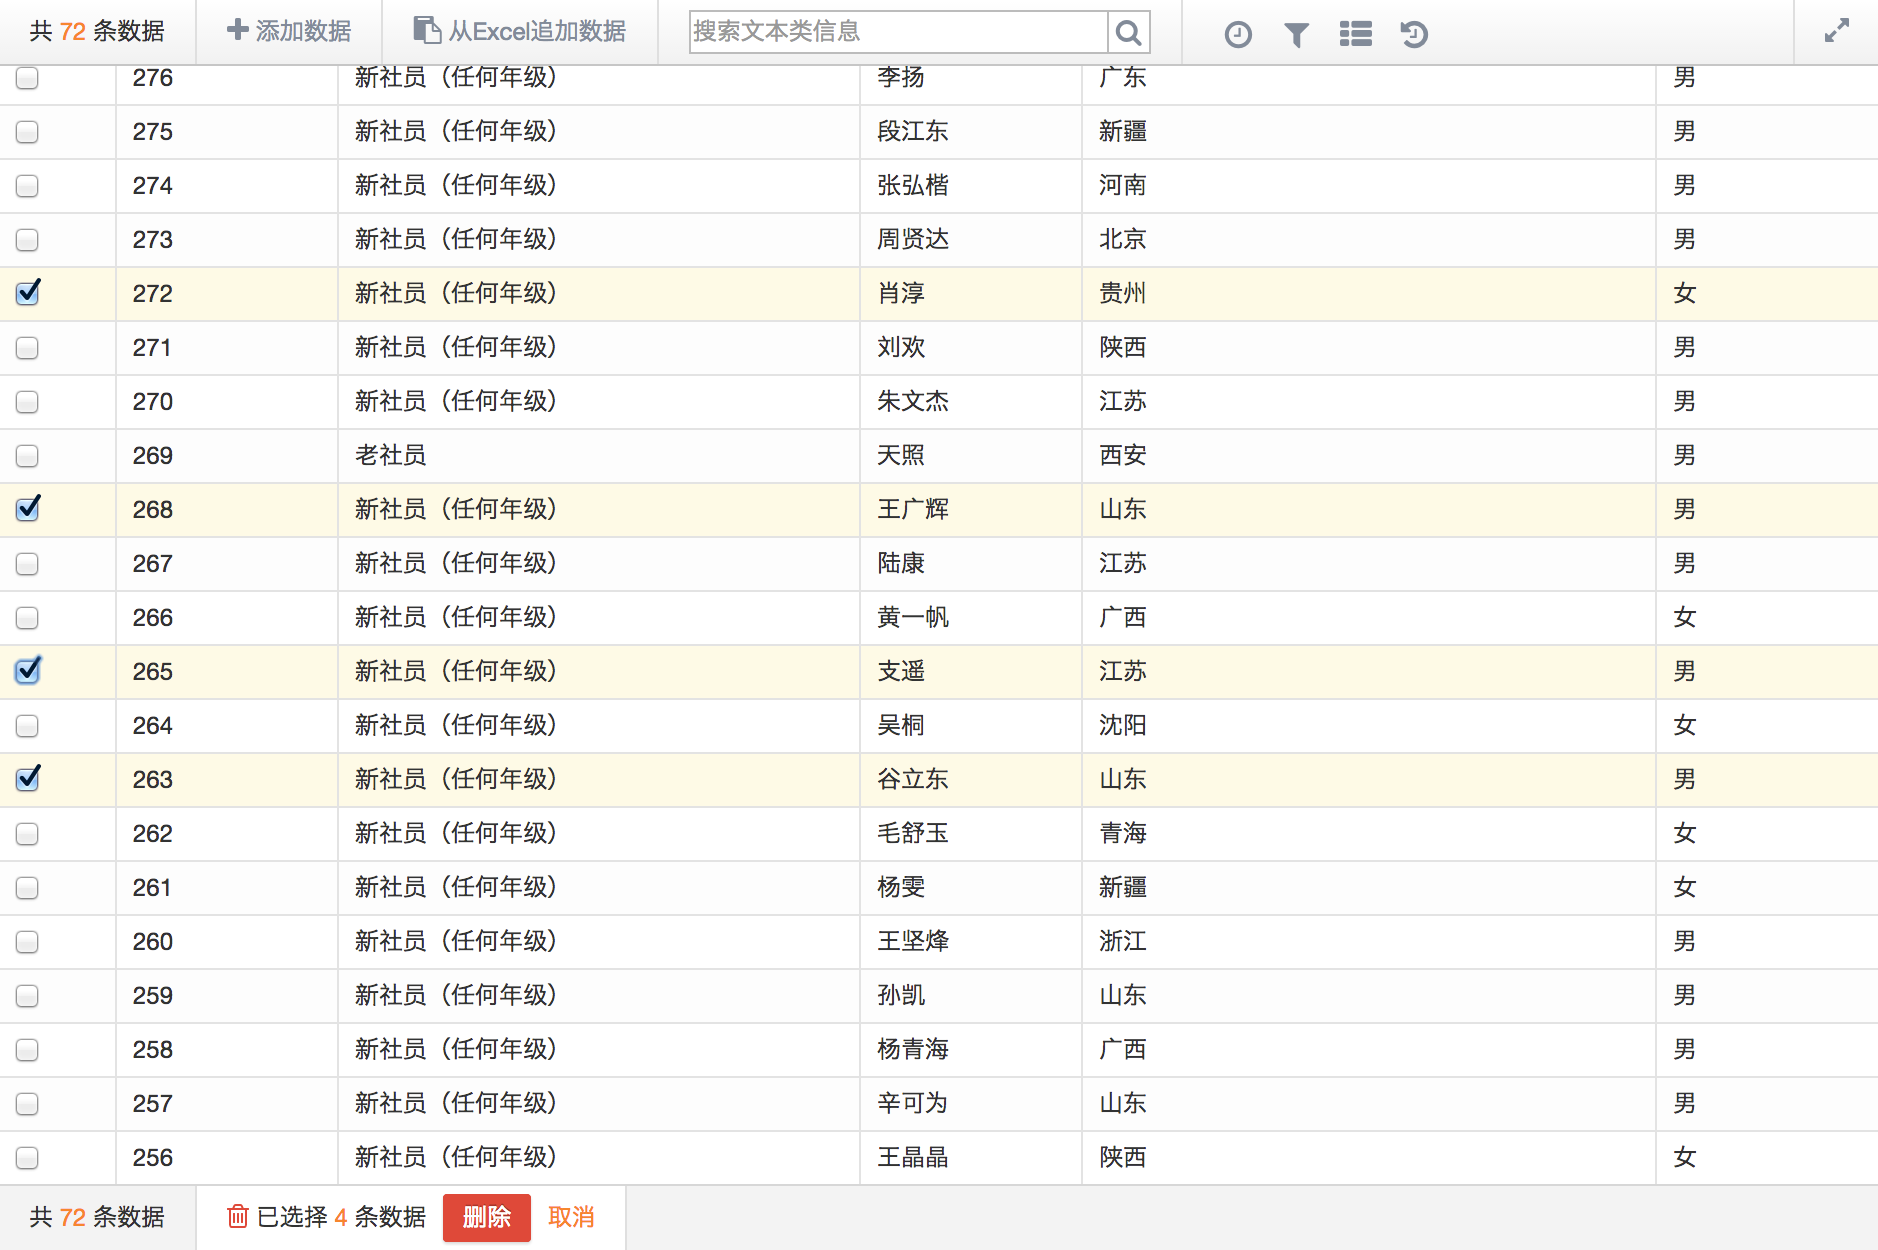 共 72 条数据 添加数据 从Excel追加数据 搜索文本类信息
276 新社员（任何年级） 李扬 广东 男
275 新社员（任何年级） 段江东 新疆 男
274 新社员（任何年级） 张弘楷 河南 男
273 新社员（任何年级） 周贤达 北京 男
272 新社员（任何年级） 肖淳 贵州 女
271 新社员（任何年级） 刘欢 陕西 男
270 新社员（任何年级） 朱文杰 江苏 男
269 老社员 天照 西安 男
268 新社员（任何年级） 王广辉 山东 男
267 新社员（任何年级） 陆康 江苏 男
266 新社员（任何年级） 黄一帆 广西 女
265 新社员（任何年级） 支遥 江苏 男
264 新社员（任何年级） 吴桐 沈阳 女
263 新社员（任何年级） 谷立东 山东 男
262 新社员（任何年级） 毛舒玉 青海 女
261 新社员（任何年级） 杨雯 新疆 女
260 新社员（任何年级） 王坚烽 浙江 男
259 新社员（任何年级） 孙凯 山东 男
258 新社员（任何年级） 杨青海 广西 男
257 新社员（任何年级） 辛可为 山东 男
256 新社员（任何年级） 王晶晶 陕西 女
共 72 条数据 已选择 4 条数据 删除 取消